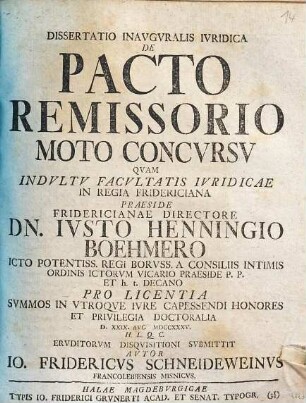 14
DISSERTATIO INAVGVRALIS IVRIDICA
DE
PACTO
REMISSORIO
MOTO CONCVRSV
QVAM
INDVLTV FACVLTATIS IVRIDICAE
IN REGIA FRIDERICIANA
PRAESIDE
FRIDERICIANAE DIRECTORE
DN. IVSTO HENNINGIO
BOEHMERO
ICTO POTENTISS. REGI BORVSS. A CONSILIIS INTIMIS
ORDINIS ICTORVM VICARIO PRAESIDE P. P.
ET h. t. DECANO
PRO LICENTIA
SVMMOS IN VTROQVE IVRE CAPESSENDI HONORES
ET PRIVILEGIA DOCTORALIA
D. XXIX. AVG MDCCXXXV.
H L. Q. C.
ERVDITORVM DISQVISITIONI SVBMITTIT
AVTOR
IO. FRIDERICVS SCHNEIDEWEINVS
MISNICVS.
HALAE MAGDEBVRGICAE
TYPIS IO. FRIDERICI GRVNERTI ACAD. ET SENAT. TYPOGR.